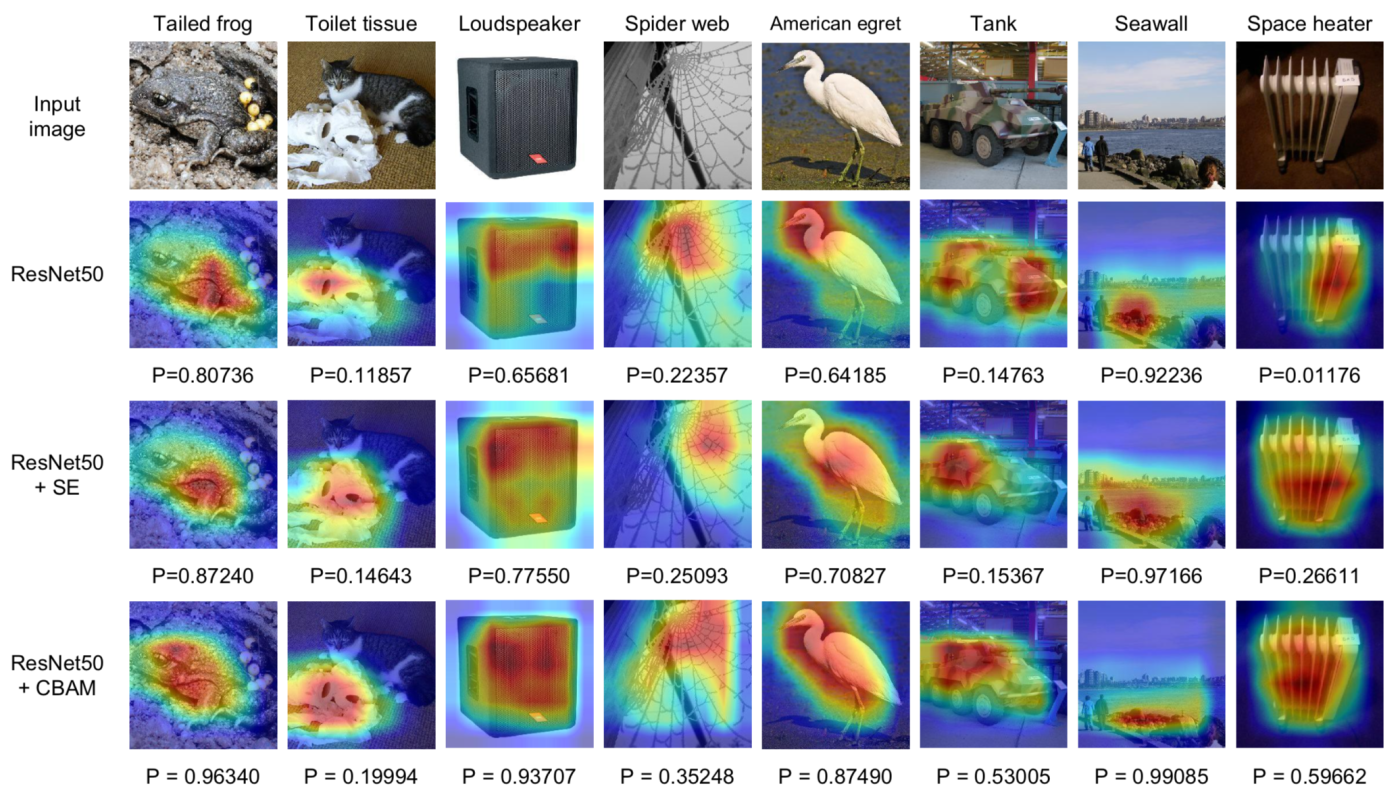 Tailed frog Toilet tissue Loudspeaker Spider web American egret Tank Seawall Space heater
Input
image
ResNet50
P=0.80736 P=0.11857 P=0.65681 P=0.22357 P=0.64185 P=0.14763 P=0.92236 P=0.01176
ResNet50
+ SE
P=0.87240 P=0.14643 P=0.77550 P=0.25093 P=0.70827 P=0.15367 P=0.97166 P=0.26611
ResNet50
+ CBAM
P = 0.96340 P = 0.19994 P = 0.93707 P = 0.35248 P = 0.87490 P = 0.53005 P = 0.99085 P = 0.59662